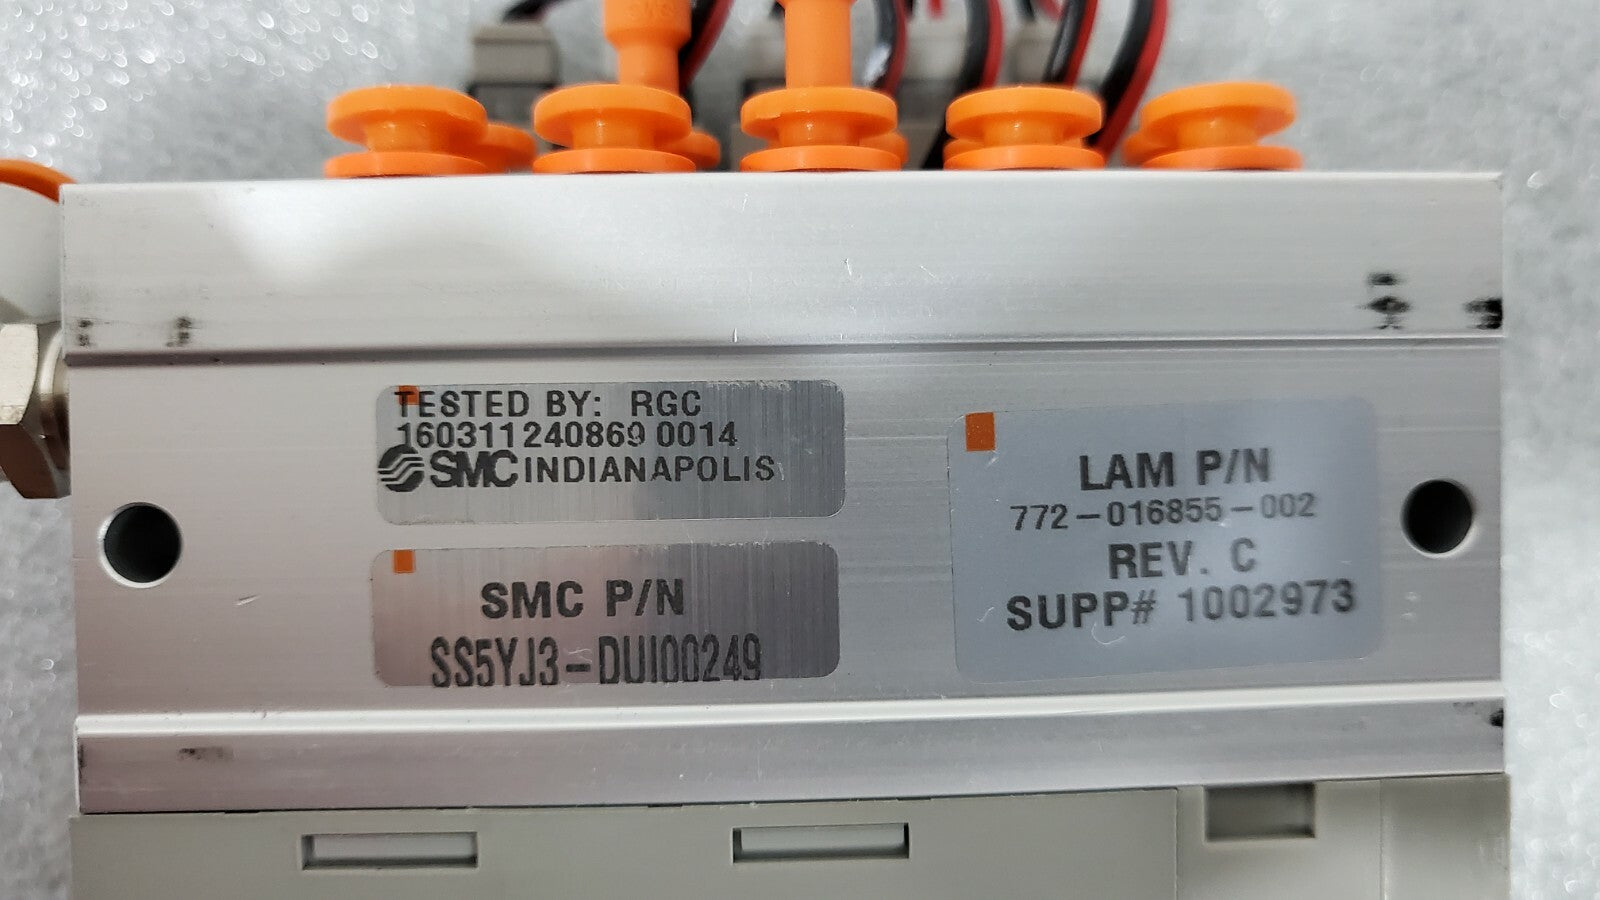 TESTED BY: RGC
160311240869 0014
SMC INDIANAPOLIS
SMC P/N
SS5YJ3-DUI00249
LAM P/N
772-016855-002
REV. C
SUPP# 1002973